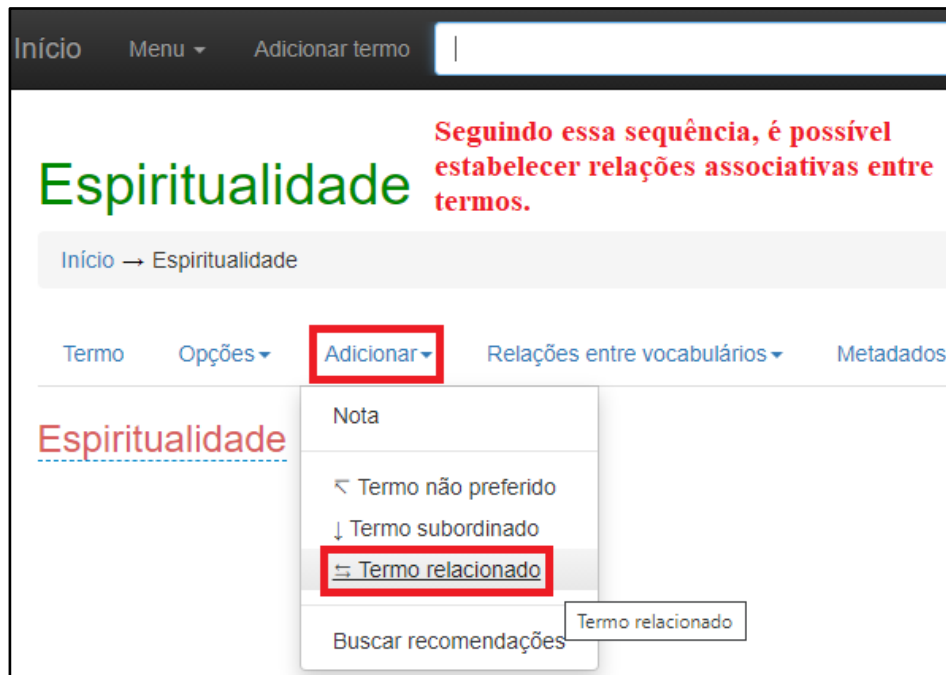 Início Menu Adicionar termo
Seguindo essa sequência, é possível
estabelecer relações associativas entre
termos.
Espiritualidade
Início → Espiritualidade
Termo Opções Adicionar Relações entre vocabulários Metadados
Espiritualidade
Nota
↸ Termo não preferido
↓ Termo subordinado
⇆ Termo relacionado
Termo relacionado
Buscar recomendações